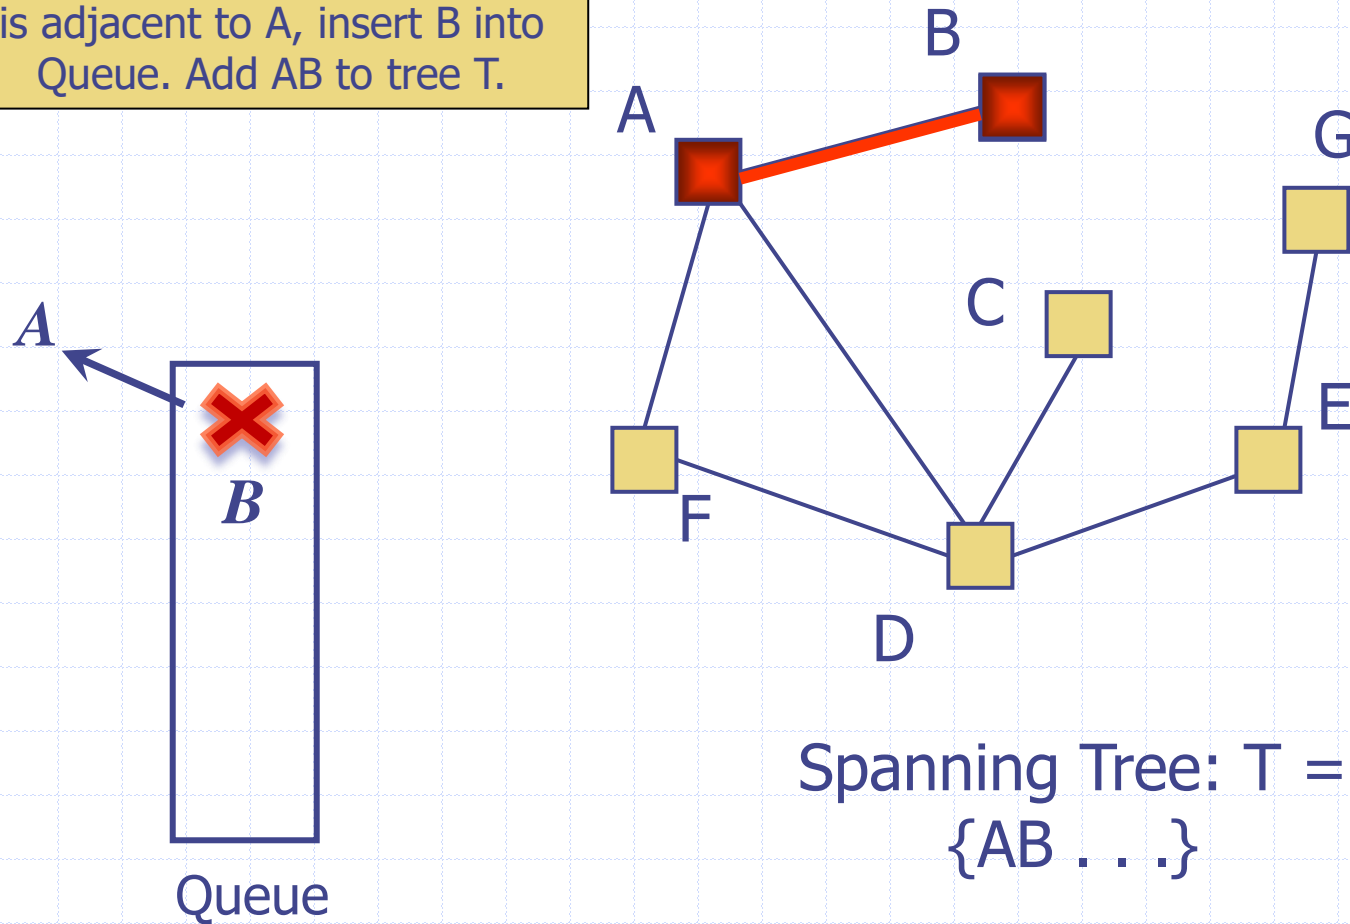 is adjacent to A, insert B into
Queue. Add AB to tree T.
B
A
G
C
A
E
B
F
D
Spanning Tree: T =
{AB . . .}
Queue